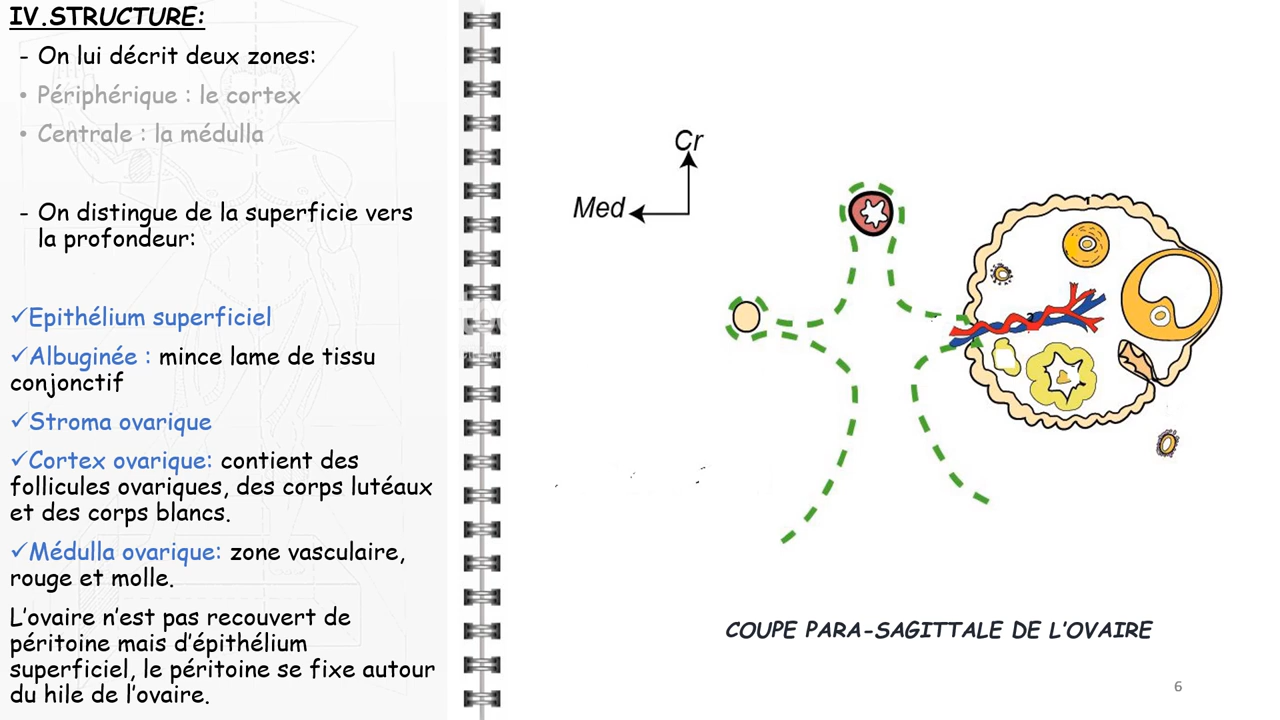 IV.STRUCTURE:
- On lui décrit deux zones:
• Périphérique : le cortex
• Centrale : la médulla
- On distingue de la superficie vers
la profondeur:
✓Epithélium superficiel
✓Albuginée : mince lame de tissu
conjonctif
✓Stroma ovarique
✓Cortex ovarique: contient des
follicules ovariques, des corps lutéaux
et des corps blancs.
✓Médulla ovarique: zone vasculaire,
rouge et molle.
L'ovaire n'est pas recouvert de
péritoine mais d'épithélium
superficiel, le péritoine se fixe autour
du hile de l'ovaire.
Cr
Med
1
2
COUPE PARA-SAGITTALE DE L'OVAIRE
6